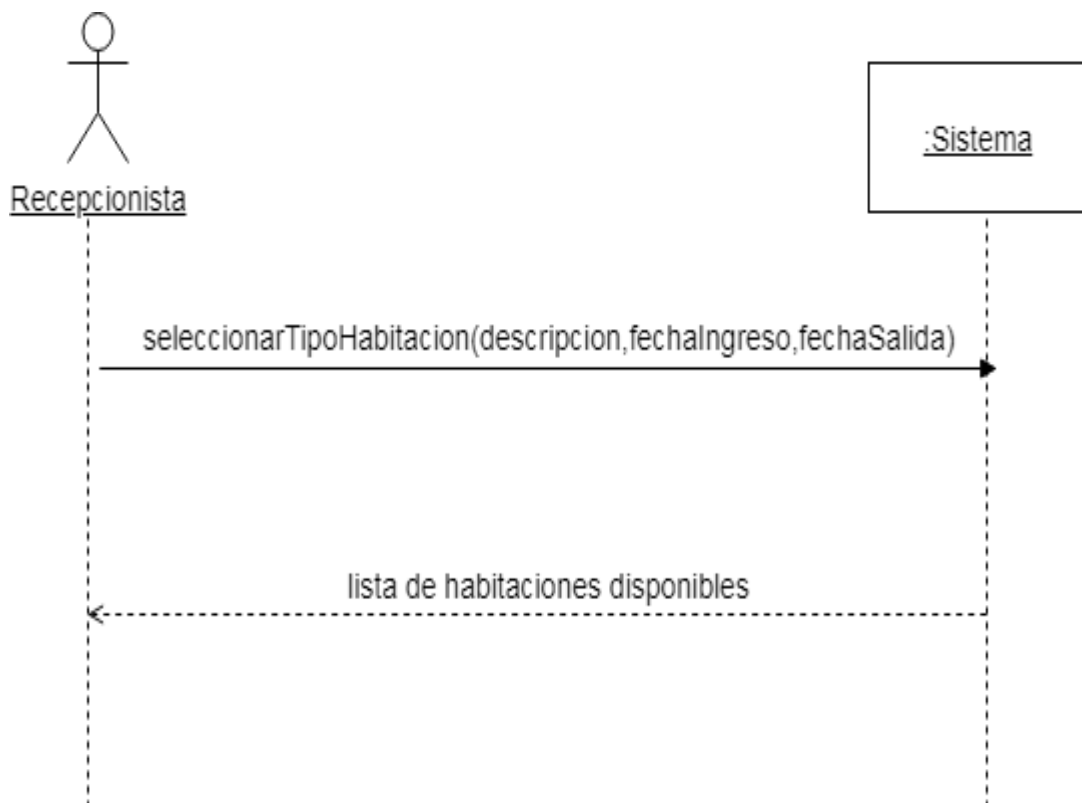 :Sistema
Recepcionista
seleccionarTipoHabitacion(descripcion,fechaIngreso,fechaSalida)
lista de habitaciones disponibles